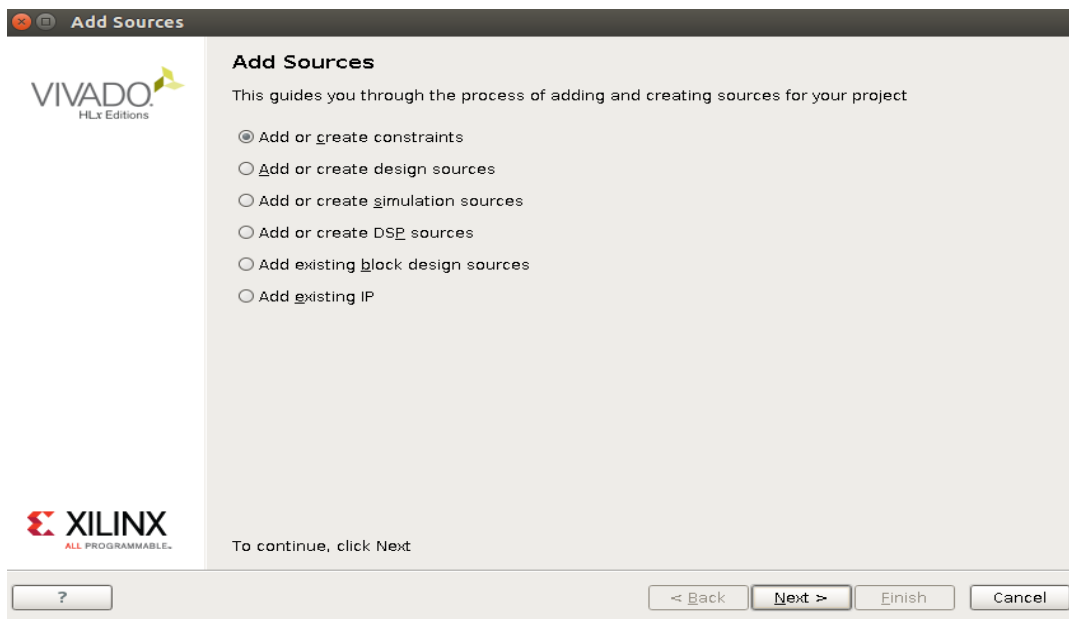 Add Sources
VIVADO.
HLx Editions
Add Sources
This guides you through the process of adding and creating sources for your project
Add or create constraints
Add or create design sources
Add or create simulation sources
Add or create DSP sources
Add existing block design sources
Add existing IP
XILINX
ALL PROGRAMMABLE™
To continue, click Next
?
< Back
Next >
Finish
Cancel